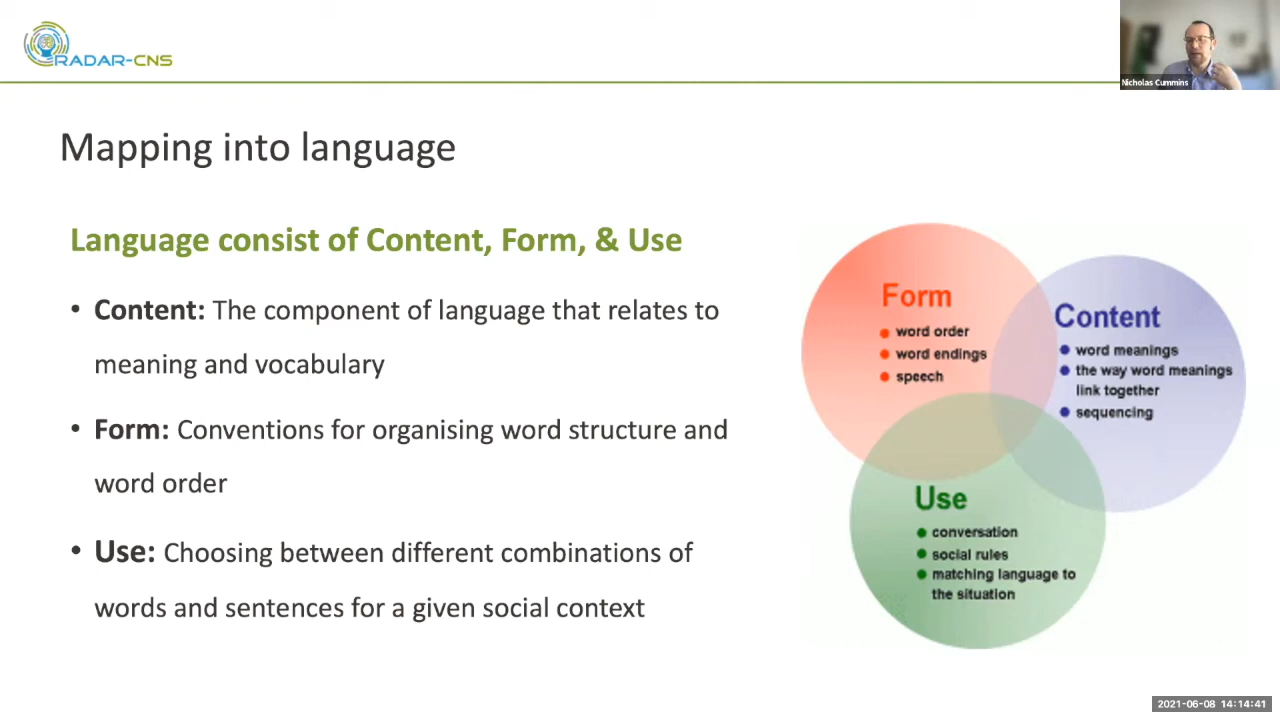 RADAR-CNS
Nicholas Cummins
Mapping into language
Language consist of Content, Form, & Use
• Content: The component of language that relates to
meaning and vocabulary
• Form: Conventions for organising word structure and
word order
• Use: Choosing between different combinations of
words and sentences for a given social context
Form
word order
word endings
speech
Content
word meanings
the way word meanings
link together
sequencing
Use
conversation
social rules
matching language to
the situation
2021-06-08 14:14:41